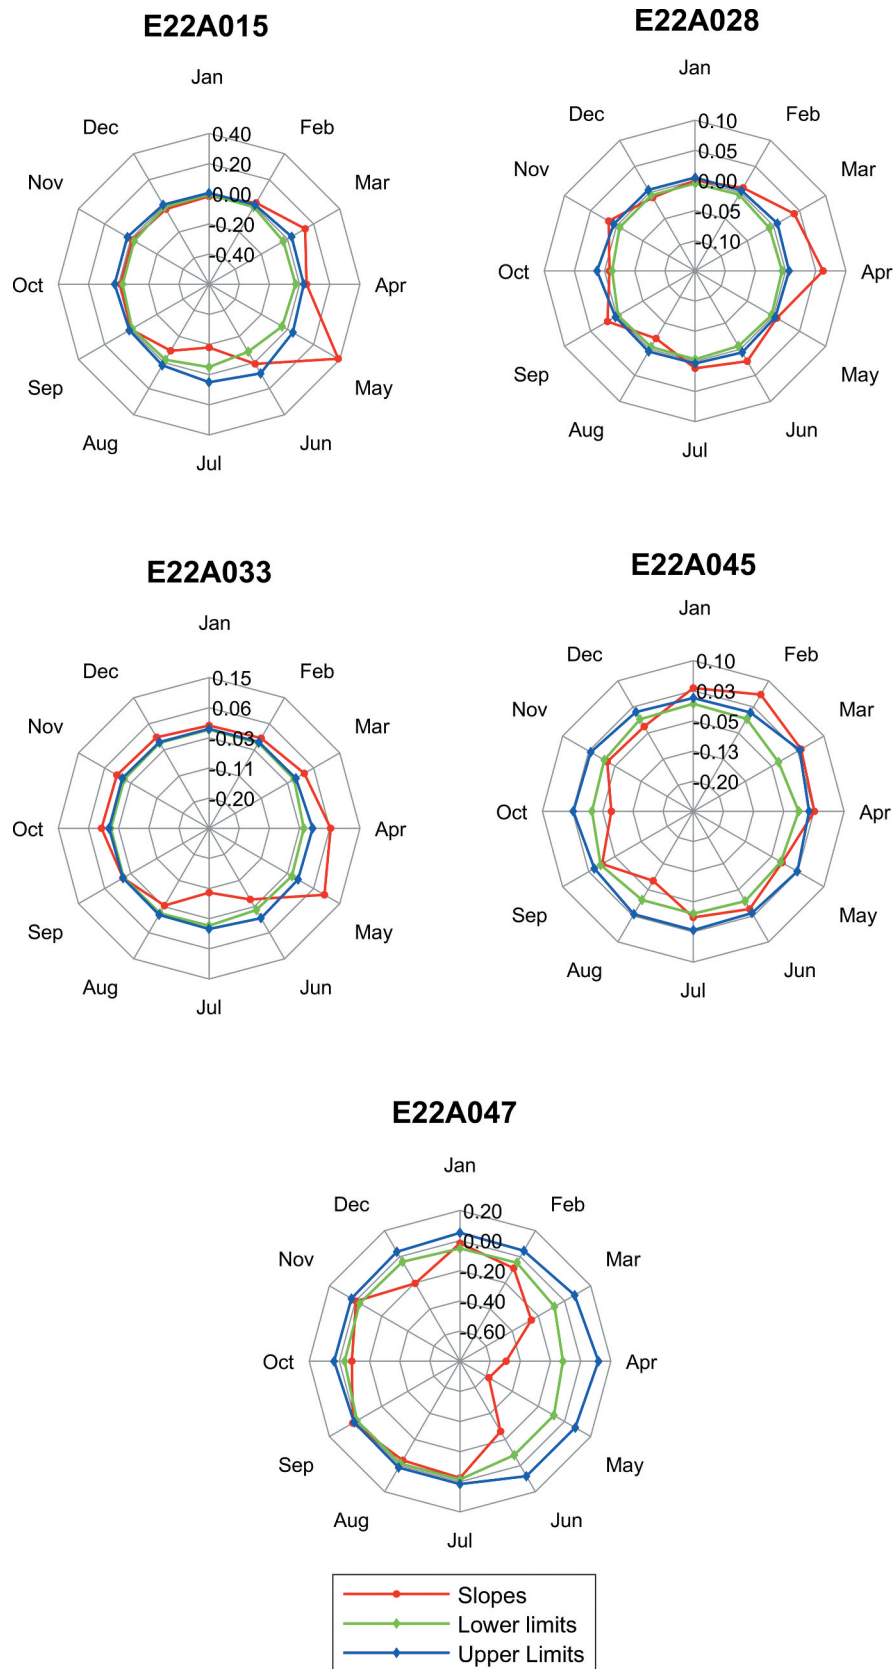 E22A015
Jan
Feb
Mar
Apr
May
Jun
Jul
Aug
Sep
Oct
Nov
Dec
0.40
0.20
0.00
-0.20
-0.40
E22A028
Jan
Feb
Mar
Apr
May
Jun
Jul
Aug
Sep
Oct
Nov
Dec
0.10
0.05
0.00
-0.05
-0.10
E22A033
Jan
Feb
Mar
Apr
May
Jun
Jul
Aug
Sep
Oct
Nov
Dec
0.15
0.06
-0.03
-0.11
-0.20
E22A045
Jan
Feb
Mar
Apr
May
Jun
Jul
Aug
Sep
Oct
Nov
Dec
0.10
0.03
-0.05
-0.13
-0.20
E22A047
Jan
Feb
Mar
Apr
May
Jun
Jul
Aug
Sep
Oct
Nov
Dec
0.20
0.00
-0.20
-0.40
-0.60
Slopes
Lower limits
Upper Limits